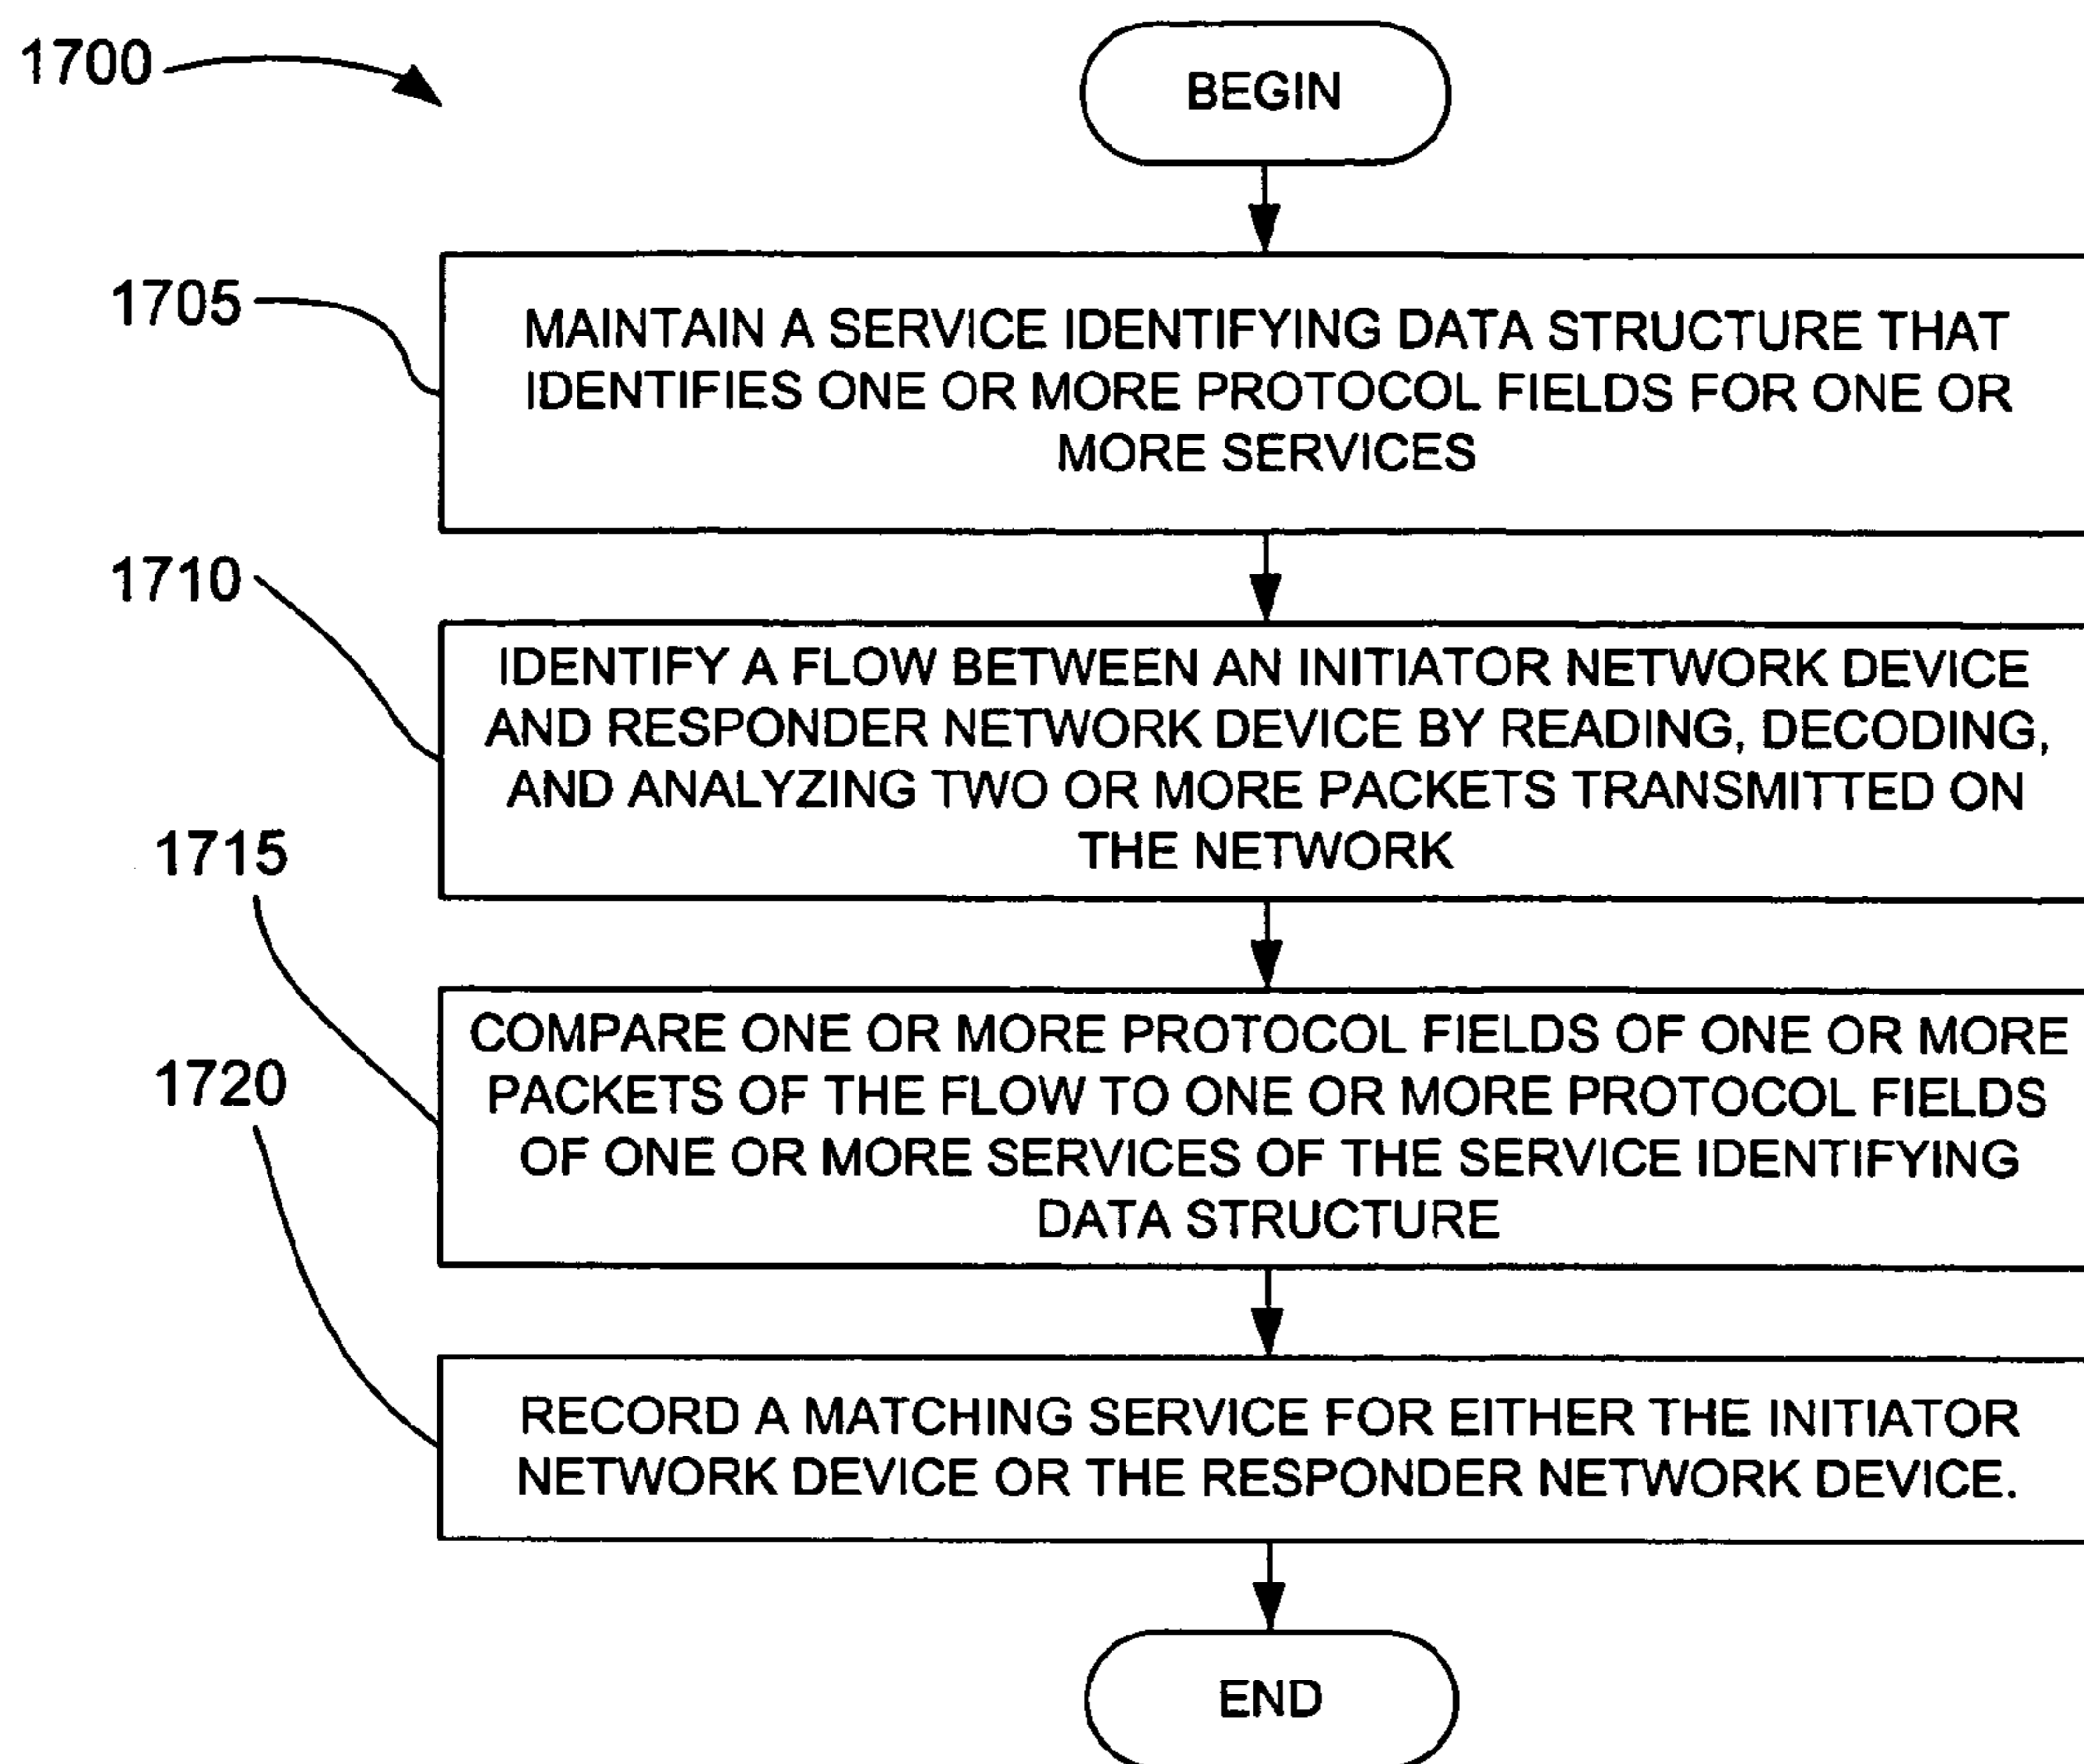 1700
BEGIN
1705
MAINTAIN A SERVICE IDENTIFYING DATA STRUCTURE THAT
IDENTIFIES ONE OR MORE PROTOCOL FIELDS FOR ONE OR
MORE SERVICES
1710
IDENTIFY A FLOW BETWEEN AN INITIATOR NETWORK DEVICE
AND RESPONDER NETWORK DEVICE BY READING, DECODING,
AND ANALYZING TWO OR MORE PACKETS TRANSMITTED ON
THE NETWORK
1715
COMPARE ONE OR MORE PROTOCOL FIELDS OF ONE OR MORE
PACKETS OF THE FLOW TO ONE OR MORE PROTOCOL FIELDS
OF ONE OR MORE SERVICES OF THE SERVICE IDENTIFYING
DATA STRUCTURE
1720
RECORD A MATCHING SERVICE FOR EITHER THE INITIATOR
NETWORK DEVICE OR THE RESPONDER NETWORK DEVICE.
END